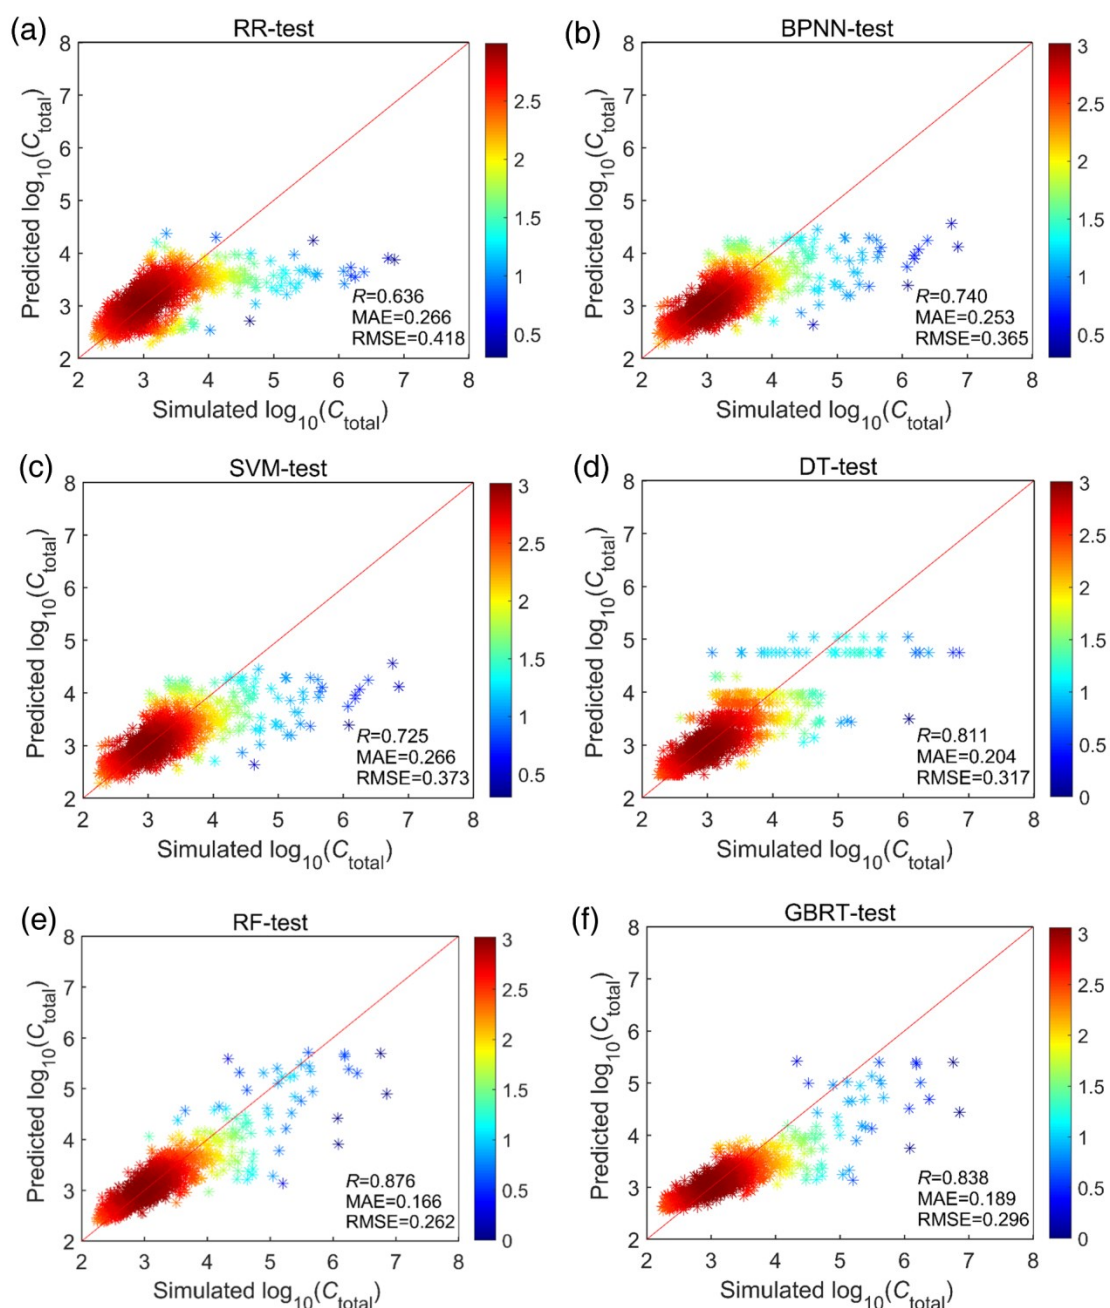 (a) RR-test
8
7
6
5
4
3
2
Predicted log10(Ctotal)
2 3 4 5 6 7 8
Simulated log10(Ctotal)
R=0.636
MAE=0.266
RMSE=0.418
2.5
2
1.5
1
0.5
(b) BPNN-test
8
7
6
5
4
3
2
Predicted log10(Ctotal)
2 3 4 5 6 7 8
Simulated log10(Ctotal)
R=0.740
MAE=0.253
RMSE=0.365
3
2.5
2
1.5
1
0.5
(c) SVM-test
8
7
6
5
4
3
2
Predicted log10(Ctotal)
2 3 4 5 6 7 8
Simulated log10(Ctotal)
R=0.725
MAE=0.266
RMSE=0.373
3
2.5
2
1.5
1
0.5
(d) DT-test
8
7
6
5
4
3
2
Predicted log10(Ctotal)
2 3 4 5 6 7 8
Simulated log10(Ctotal)
R=0.811
MAE=0.204
RMSE=0.317
3
2.5
2
1.5
1
0.5
0
(e) RF-test
8
7
6
5
4
3
2
Predicted log10(Ctotal)
2 3 4 5 6 7 8
Simulated log10(Ctotal)
R=0.876
MAE=0.166
RMSE=0.262
3
2.5
2
1.5
1
0.5
0
(f) GBRT-test
8
7
6
5
4
3
2
Predicted log10(Ctotal)
2 3 4 5 6 7 8
Simulated log10(Ctotal)
R=0.838
MAE=0.189
RMSE=0.296
3
2.5
2
1.5
1
0.5
0